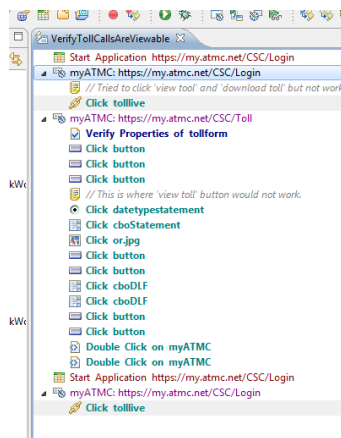 VerifyTollCallsAreViewable
Start Application https://my.atmc.net/CSC/Login
myATMC: https://my.atmc.net/CSC/Login
// Tried to click 'view tool' and 'download toll' but not work
Click tolllive
myATMC: https://my.atmc.net/CSC/Toll
Verify Properties of tollform
Click button
Click button
Click button
// This is where 'view toll' button would not work.
Click datetypestatement
Click cboStatement
Click or.jpg
Click button
Click button
Click cboDLF
Click cboDLF
Click button
Click button
Double Click on myATMC
Double Click on myATMC
Start Application https://my.atmc.net/CSC/Login
myATMC: https://my.atmc.net/CSC/Login
Click tolllive